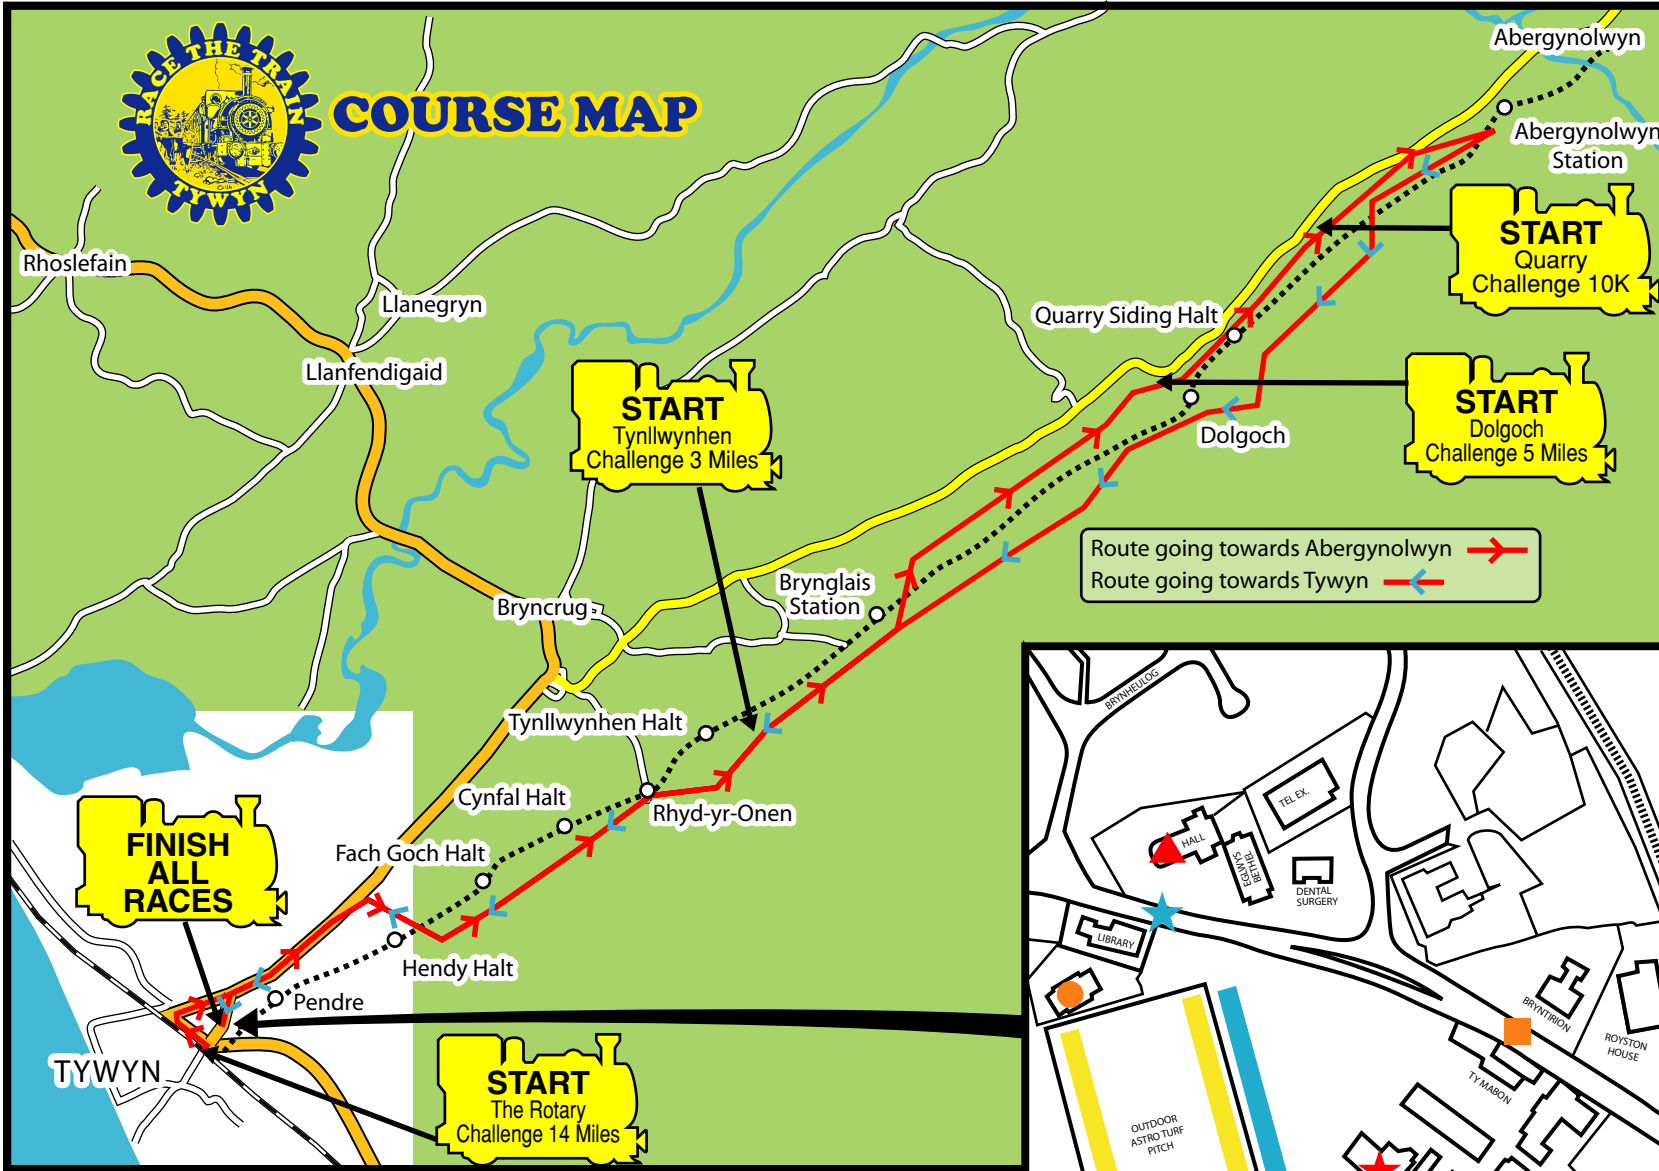 RACE THE TRAIN
TYWYN
COURSE MAP
Abergynolwyn
Abergynolwyn
Station
START
Quarry
Challenge 10K
Rhoslefain
Llanegryn
Llanfendigaid
Quarry Siding Halt
START
Tynllwynhen
Challenge 3 Miles
START
Dolgoch
Challenge 5 Miles
Dolgoch
Route going towards Abergynolwyn
Route going towards Tywyn
Brynglais
Station
Bryncrug
Tynllwynhen Halt
Cynfal Halt
Rhyd-yr-Onen
Fach Goch Halt
FINISH
ALL
RACES
Hendy Halt
Pendre
TYWYN
START
The Rotary
Challenge 14 Miles
BRYNHEULOG
TEL EX.
HALL
EGLWYS
BETHEL
DENTAL
SURGERY
LIBRARY
BRYNTIRION
ROYSTON
HOUSE
TY MABON
OUTDOOR
ASTRO TURF
PITCH